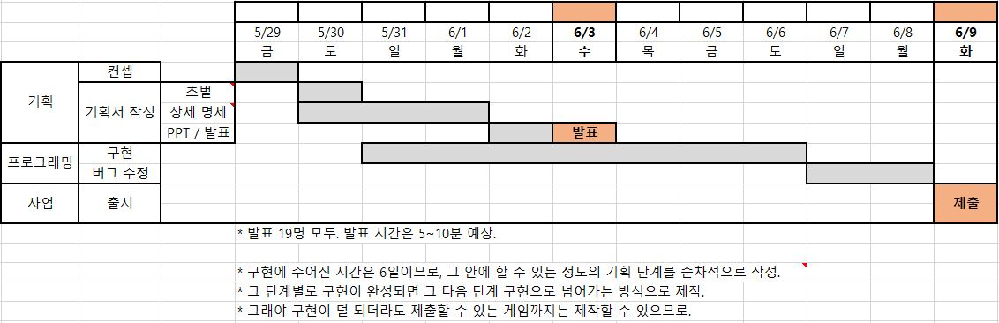 5/29 5/30 5/31 6/1 6/2 6/3 6/4 6/5 6/6 6/7 6/8 6/9
금 토 일 월 화 수 목 금 토 일 월 화
기획 컨셉
기획서 작성 초벌
상세 명세
PPT / 발표 발표
프로그래밍 구현
버그 수정
사업 출시 제출
* 발표 19명 모두. 발표 시간은 5~10분 예상.
* 구현에 주어진 시간은 6일이므로, 그 안에 할 수 있는 정도의 기획 단계를 순차적으로 작성.
* 그 단계별로 구현이 완성되면 그 다음 단계 구현으로 넘어가는 방식으로 제작.
* 그래야 구현이 덜 되더라도 제출할 수 있는 게임까지는 제작할 수 있으므로.